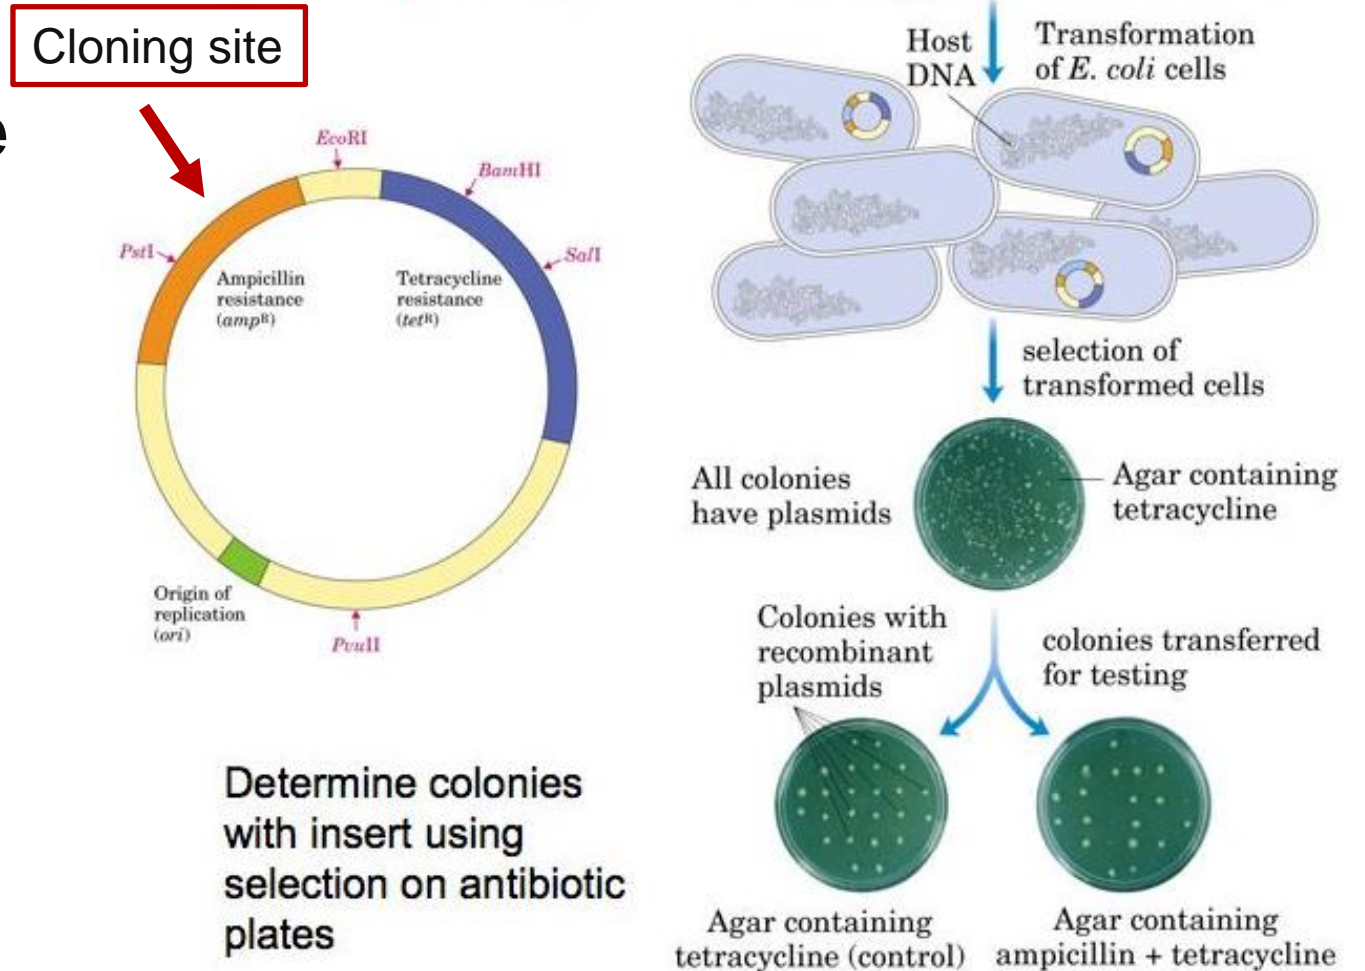 Cloning site
e
EcoRI
BamHI
PstI
SalI
Ampicillin
resistance
(ampR)
Tetracycline
resistance
(tetR)
Origin of
replication
(ori)
PvuII
Determine colonies
with insert using
selection on antibiotic
plates
Host
DNA
Transformation
of E. coli cells
selection of
transformed cells
All colonies
have plasmids
Agar containing
tetracycline
Colonies with
recombinant
plasmids
colonies transferred
for testing
Agar containing
tetracycline (control)
Agar containing
ampicillin + tetracycline